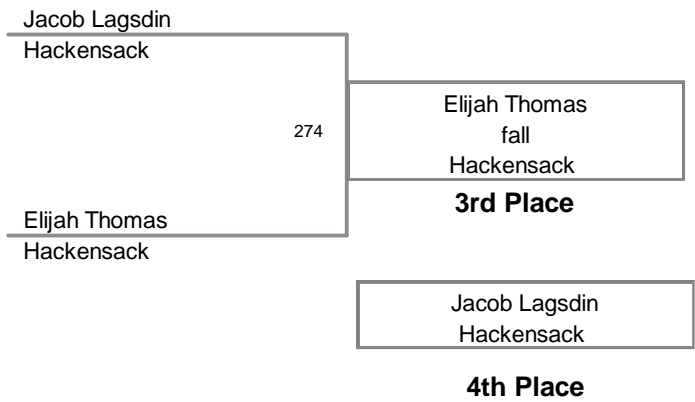 Jacob Lagsdin
Hackensack
Elijah Thomas
fall
274
Hackensack
3rd Place
Elijah Thomas
Hackensack
Jacob Lagsdin
Hackensack
4th Place